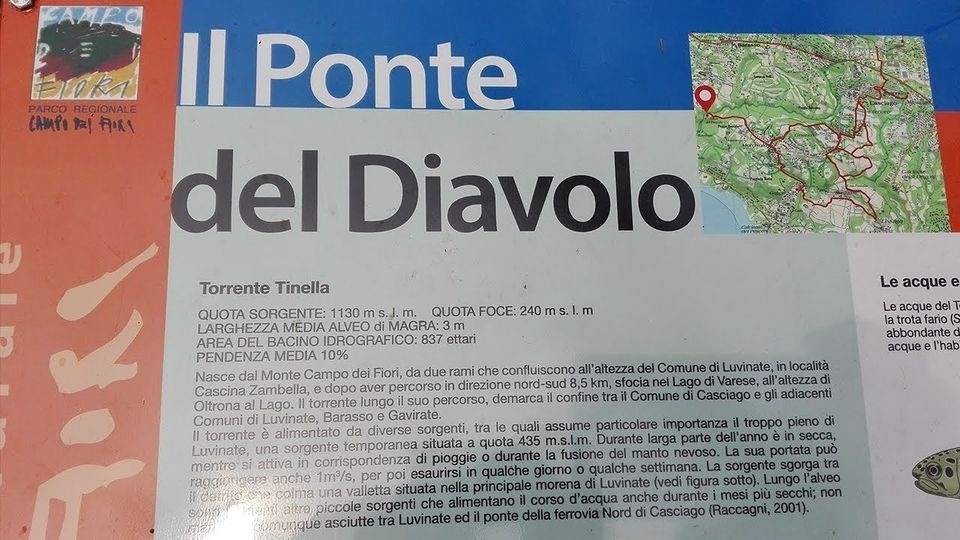 CAMPO
DEI
FIORI
PARCO REGIONALE
CAMPO DEI FIORI
Il Ponte
del Diavolo
Casciago
Torrente Tinella
QUOTA SORGENTE: 1130 m s. l. m. QUOTA FOCE: 240 m s. l. m
LARGHEZZA MEDIA ALVEO di MAGRA: 3 m
AREA DEL BACINO IDROGRAFICO: 837 ettari
PENDENZA MEDIA 10%
Nasce dal Monte Campo dei Fiori, da due rami che confluiscono all'altezza del Comune di Luvinate, in località
Cascina Zambella, e dopo aver percorso in direzione nord-sud 8,5 km, sfocia nel Lago di Varese, all'altezza di
Oltrona al Lago. Il torrente lungo il suo percorso, demarca il confine tra il Comune di Casciago e gli adiacenti
Comuni di Luvinate, Barasso e Gavirate.
Il torrente è alimentato da diverse sorgenti, tra le quali assume particolare importanza il troppo pieno di
Luvinate, una sorgente temporanea situata a quota 435 m.s.l.m. Durante larga parte dell'anno è in secca,
mentre si attiva in corrispondenza di pioggie o durante la fusione del manto nevoso. La sua portata può
raggiungere anche 1m³/s, per poi esaurirsi in qualche giorno o qualche settimana. La sorgente sgorga tra
il detrito che colma una valletta situata nella principale morena di Luvinate (vedi figura sotto). Lungo l'alveo
sono altre piccole sorgenti che alimentano il corso d'acqua anche durante i mesi più secchi; non
comunque asciutte tra Luvinate ed il ponte della ferrovia Nord di Casciago (Raccagni, 2001).
Le acque e
Le acque del T
la trota fario (S
abbondante d
acque e l'hab